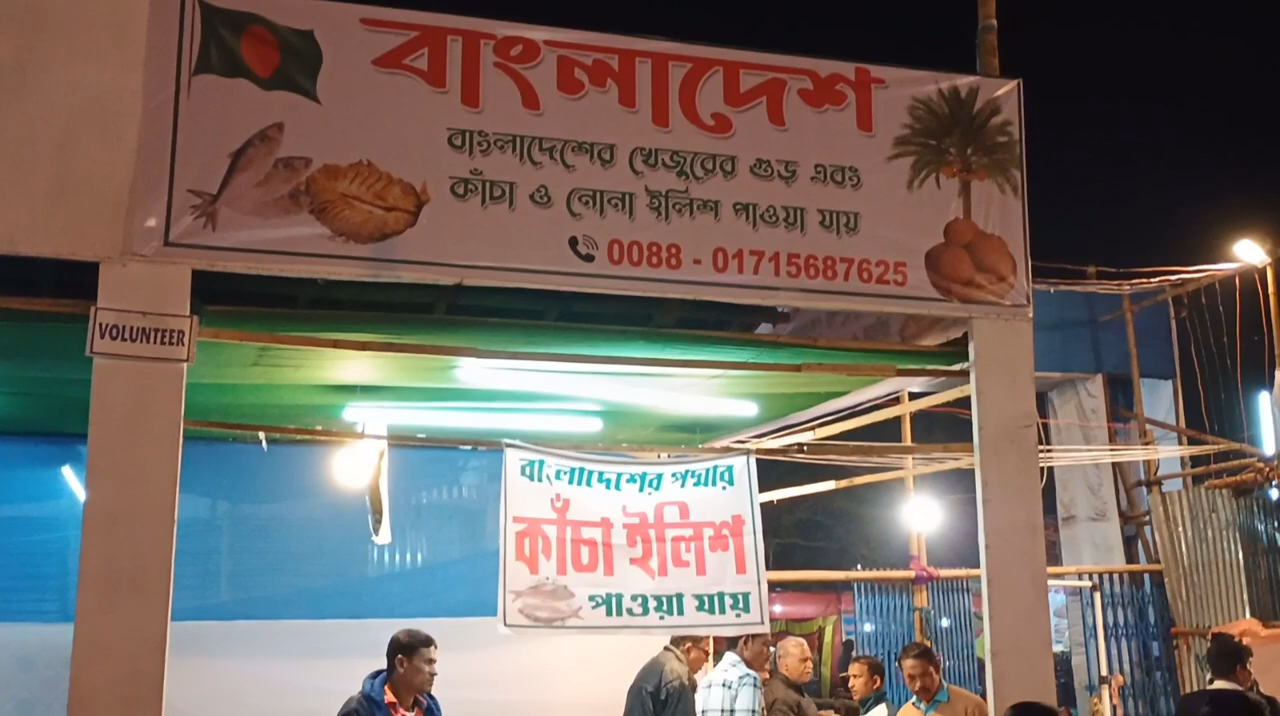 বাংলাদেশ
বাংলাদেশের খেজুরের গুড় এবং
কাঁচা ও নোনা ইলিশ পাওয়া যায়
0088 - 01715687625
VOLUNTEER
বাংলাদেশের পদ্মার
কাঁচা ইলিশ
পাওয়া যায়